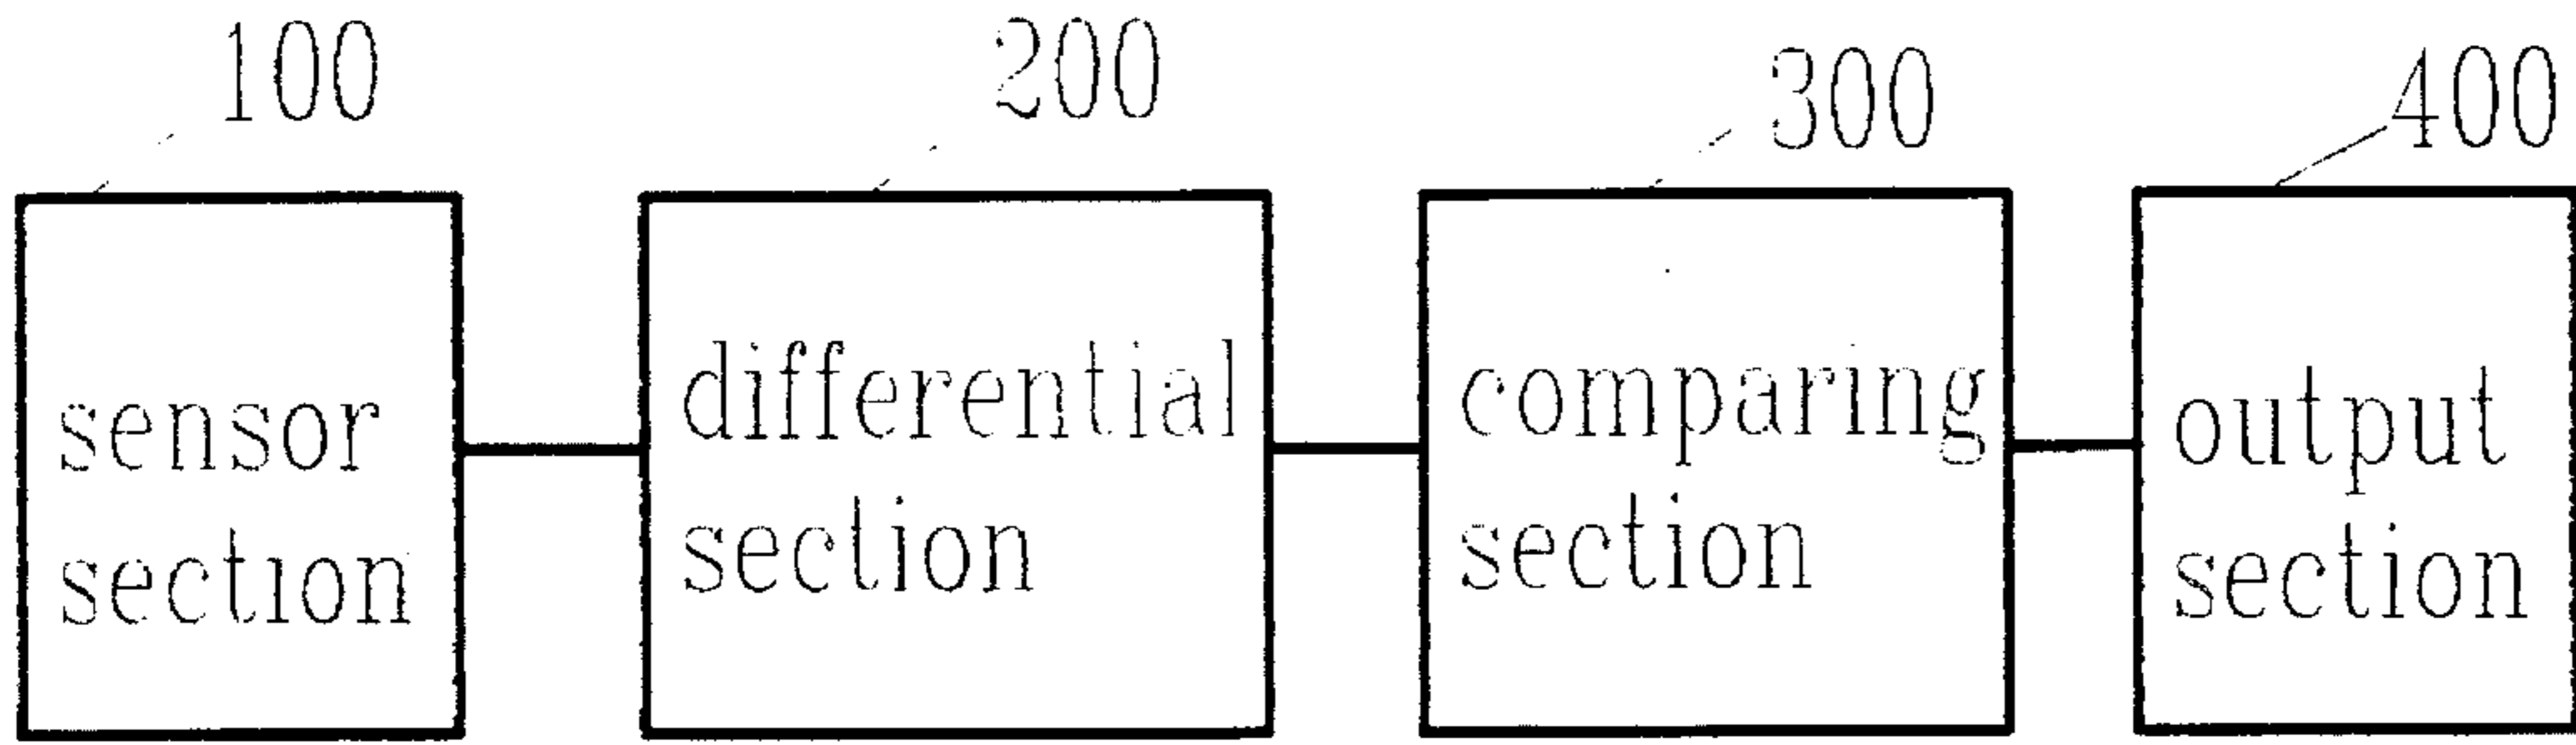 100
200
300
400
sensor
section
differential
section
comparing
section
output
section